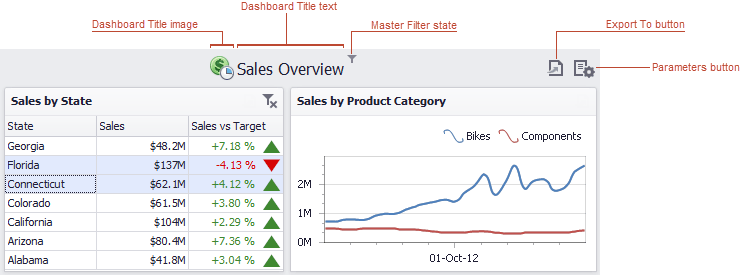 Dashboard Title text
Dashboard Title image
Master Filter state
Export To button
Parameters button
Sales Overview
Sales by State
State Sales Sales vs Target
Georgia $48.2M +7.18 %
Florida $137M -4.13 %
Connecticut $62.1M +4.12 %
Colorado $61.5M +3.80 %
California $104M +2.29 %
Arizona $80.4M +7.36 %
Alabama $41.8M +3.04 %
Sales by Product Category
Bikes Components
2M
1M
0M
01-Oct-12